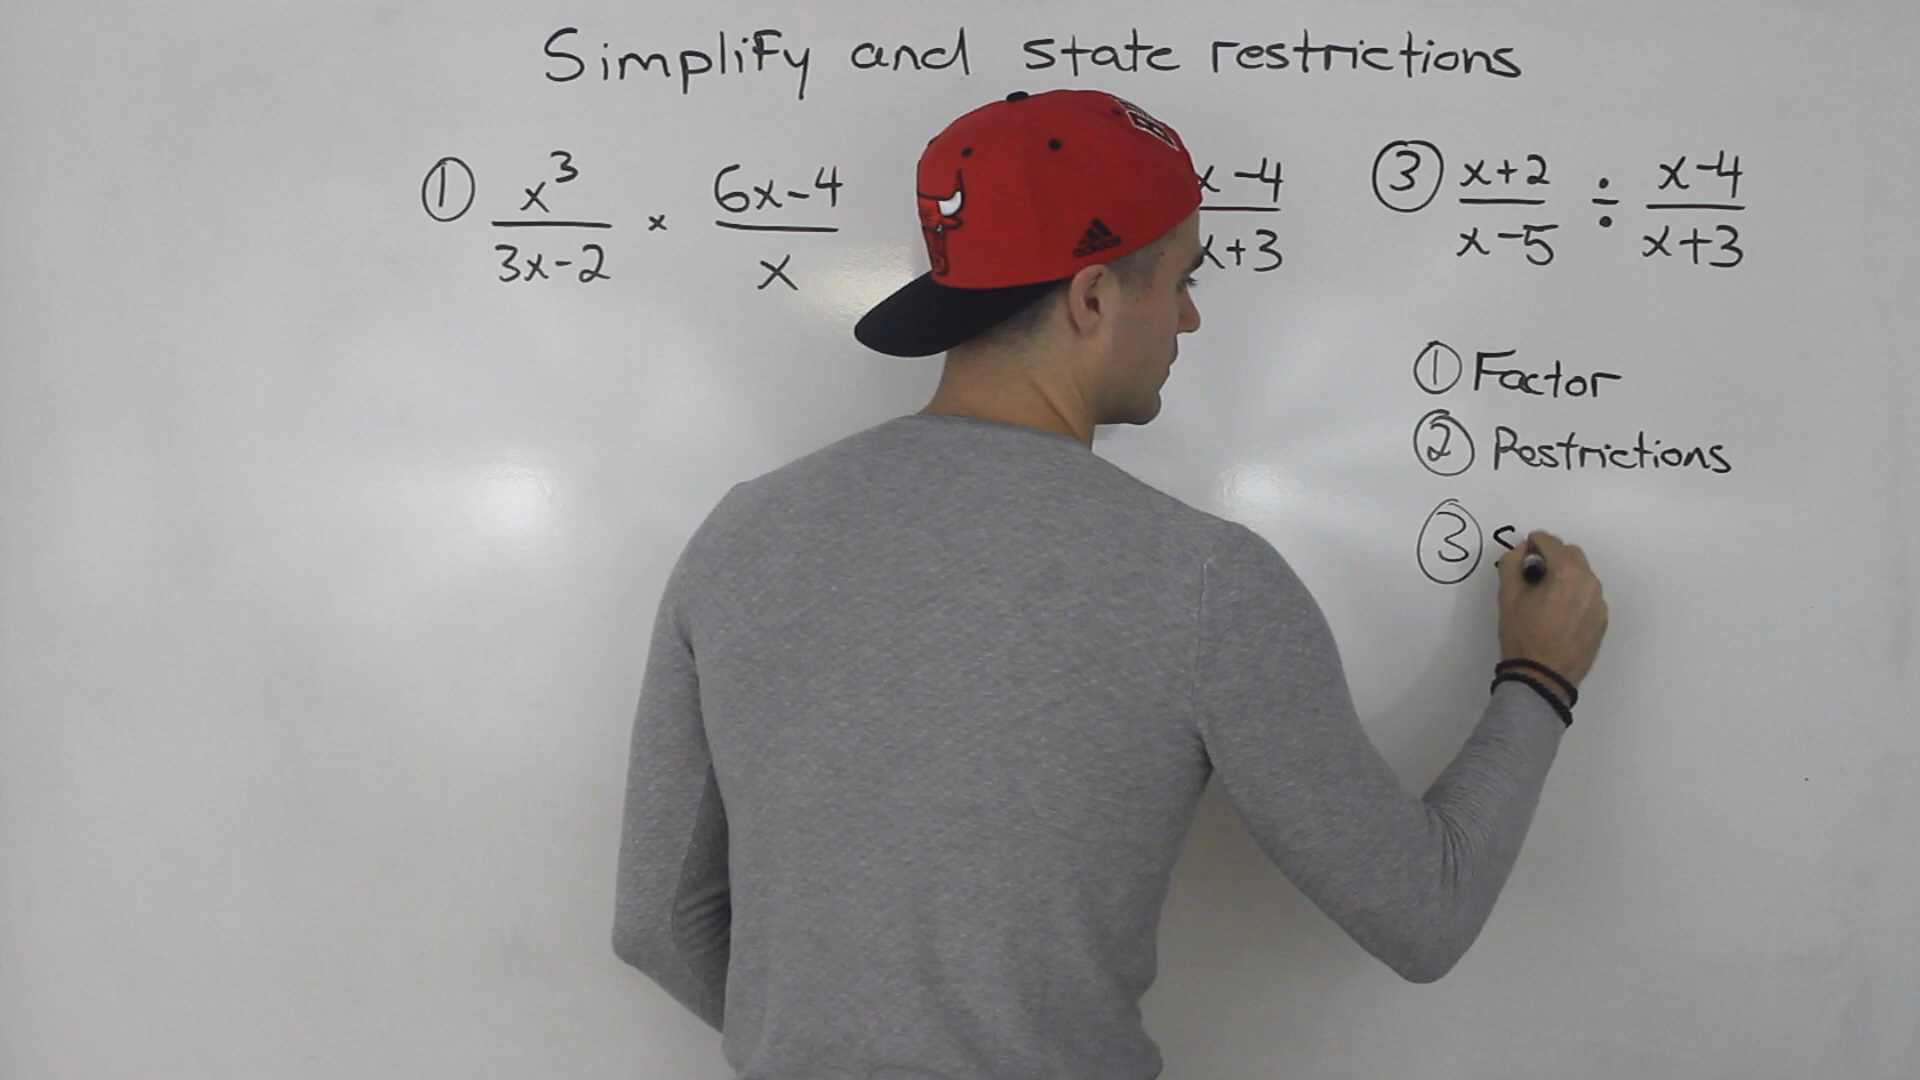 Simplify and state restrictions
① x³/3x-2 × 6x-4/x
x-4/x+3
③ x+2/x-5 ÷ x-4/x+3
① Factor
② Restrictions
③ S
adidas